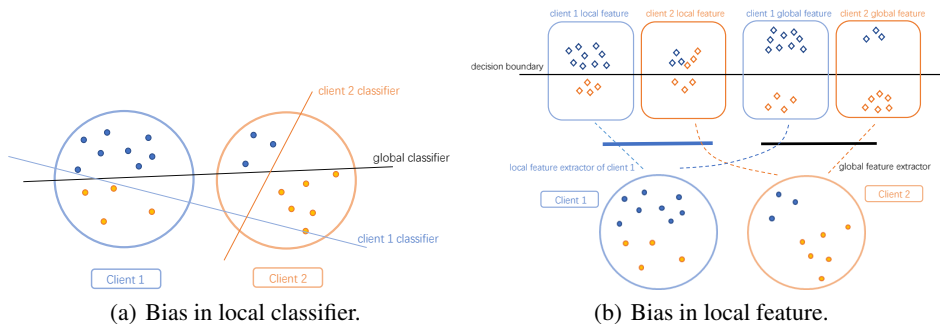 client 2 classifier
global classifier
client 1 classifier
Client 1
Client 2
(a) Bias in local classifier.
client 1 local feature
client 2 local feature
client 1 global feature
client 2 global feature
decision boundary
local feature extractor of client 1
global feature extractor
Client 1
Client 2
(b) Bias in local feature.